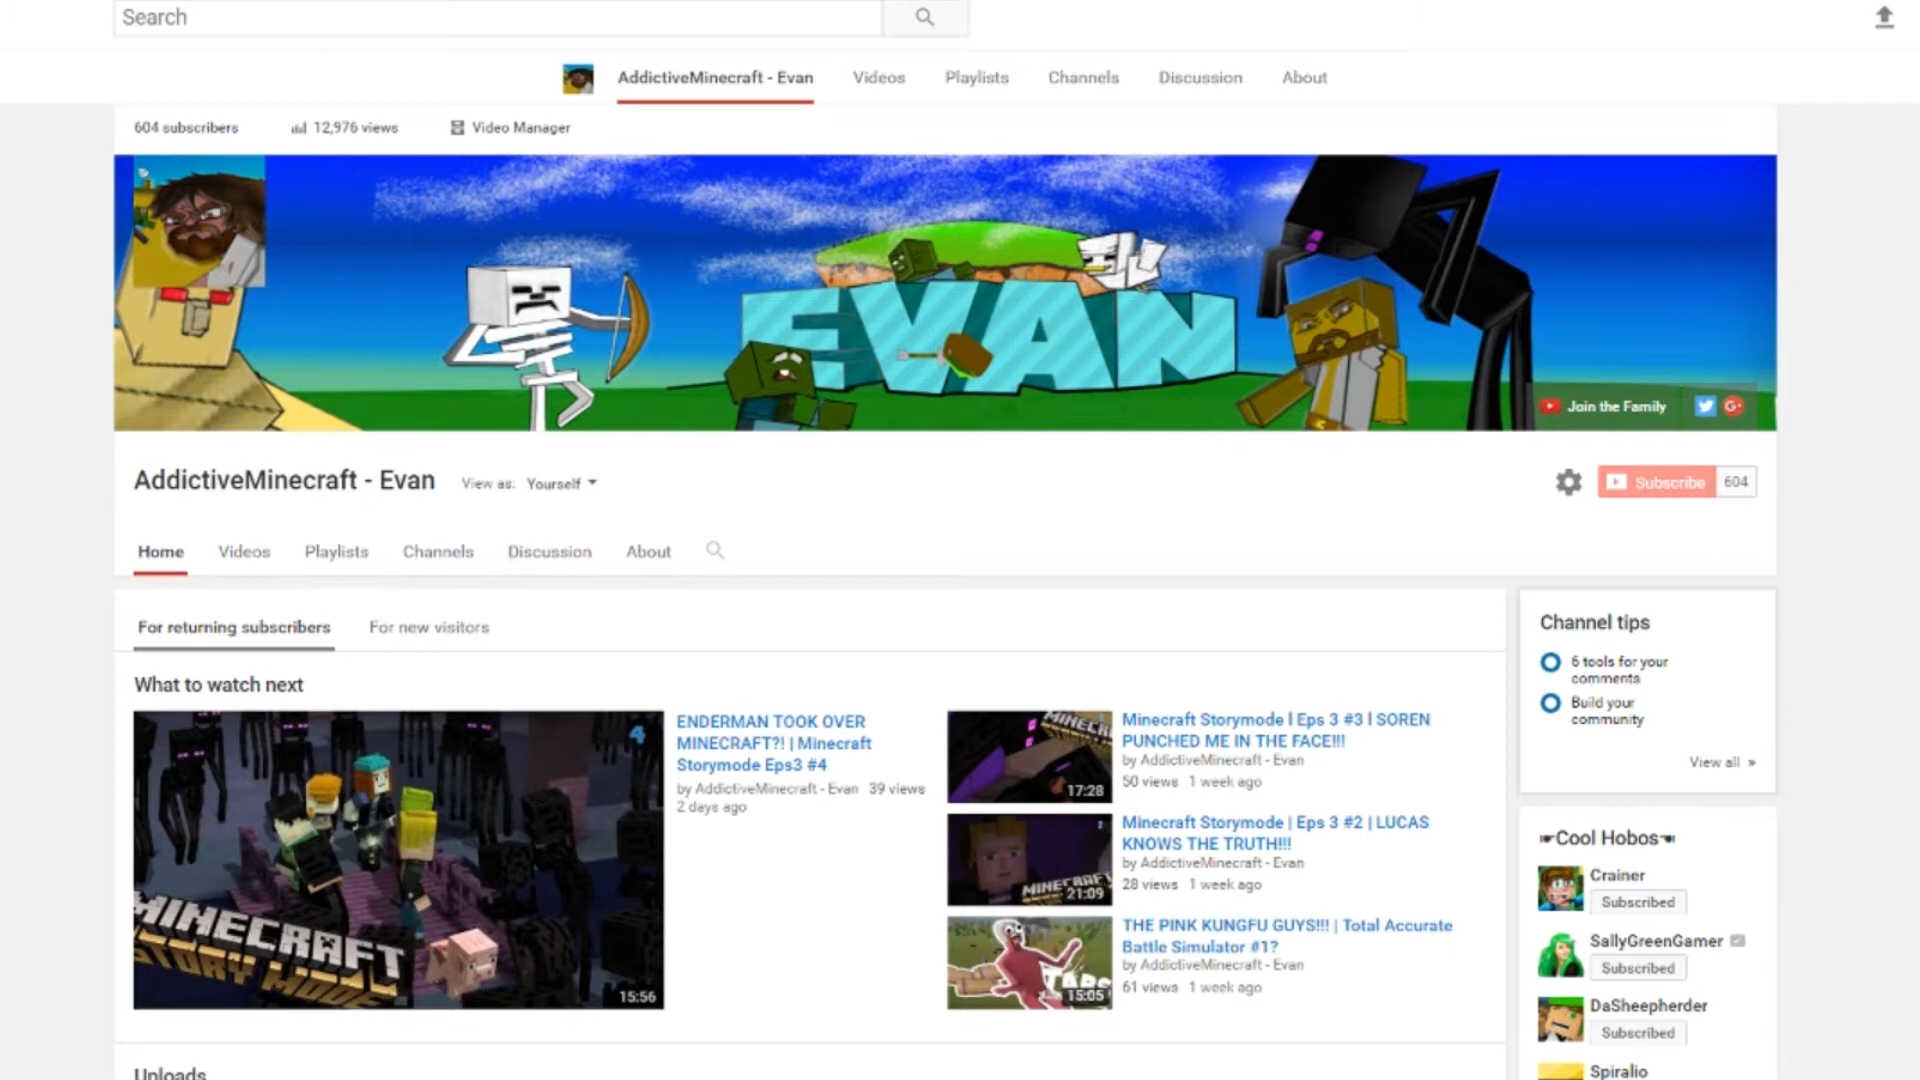 Search
AddictiveMinecraft - Evan Videos Playlists Channels Discussion About
604 subscribers 12,976 views Video Manager
EVAN
Join the Family
AddictiveMinecraft - Evan View as: Yourself
Subscribe 604
Home Videos Playlists Channels Discussion About
For returning subscribers For new visitors
What to watch next
MINECRAFT
STORY MODE
15:56
ENDERMAN TOOK OVER
MINECRAFT?! | Minecraft
Storymode Eps3 #4
by AddictiveMinecraft - Evan 39 views
2 days ago
17:28
Minecraft Storymode | Eps 3 #3 | SOREN
PUNCHED ME IN THE FACE!!!
by AddictiveMinecraft - Evan
50 views 1 week ago
MINECRAFT
21:09
Minecraft Storymode | Eps 3 #2 | LUCAS
KNOWS THE TRUTH!!!
by AddictiveMinecraft - Evan
28 views 1 week ago
15:05
THE PINK KUNGFU GUYS!!! | Total Accurate
Battle Simulator #1?
by AddictiveMinecraft - Evan
61 views 1 week ago
Uploads
Channel tips
6 tools for your
comments
Build your
community
View all »
☛Cool Hobos☚
Crainer
Subscribed
SallyGreenGamer
Subscribed
DaSheepherder
Subscribed
Spiralio